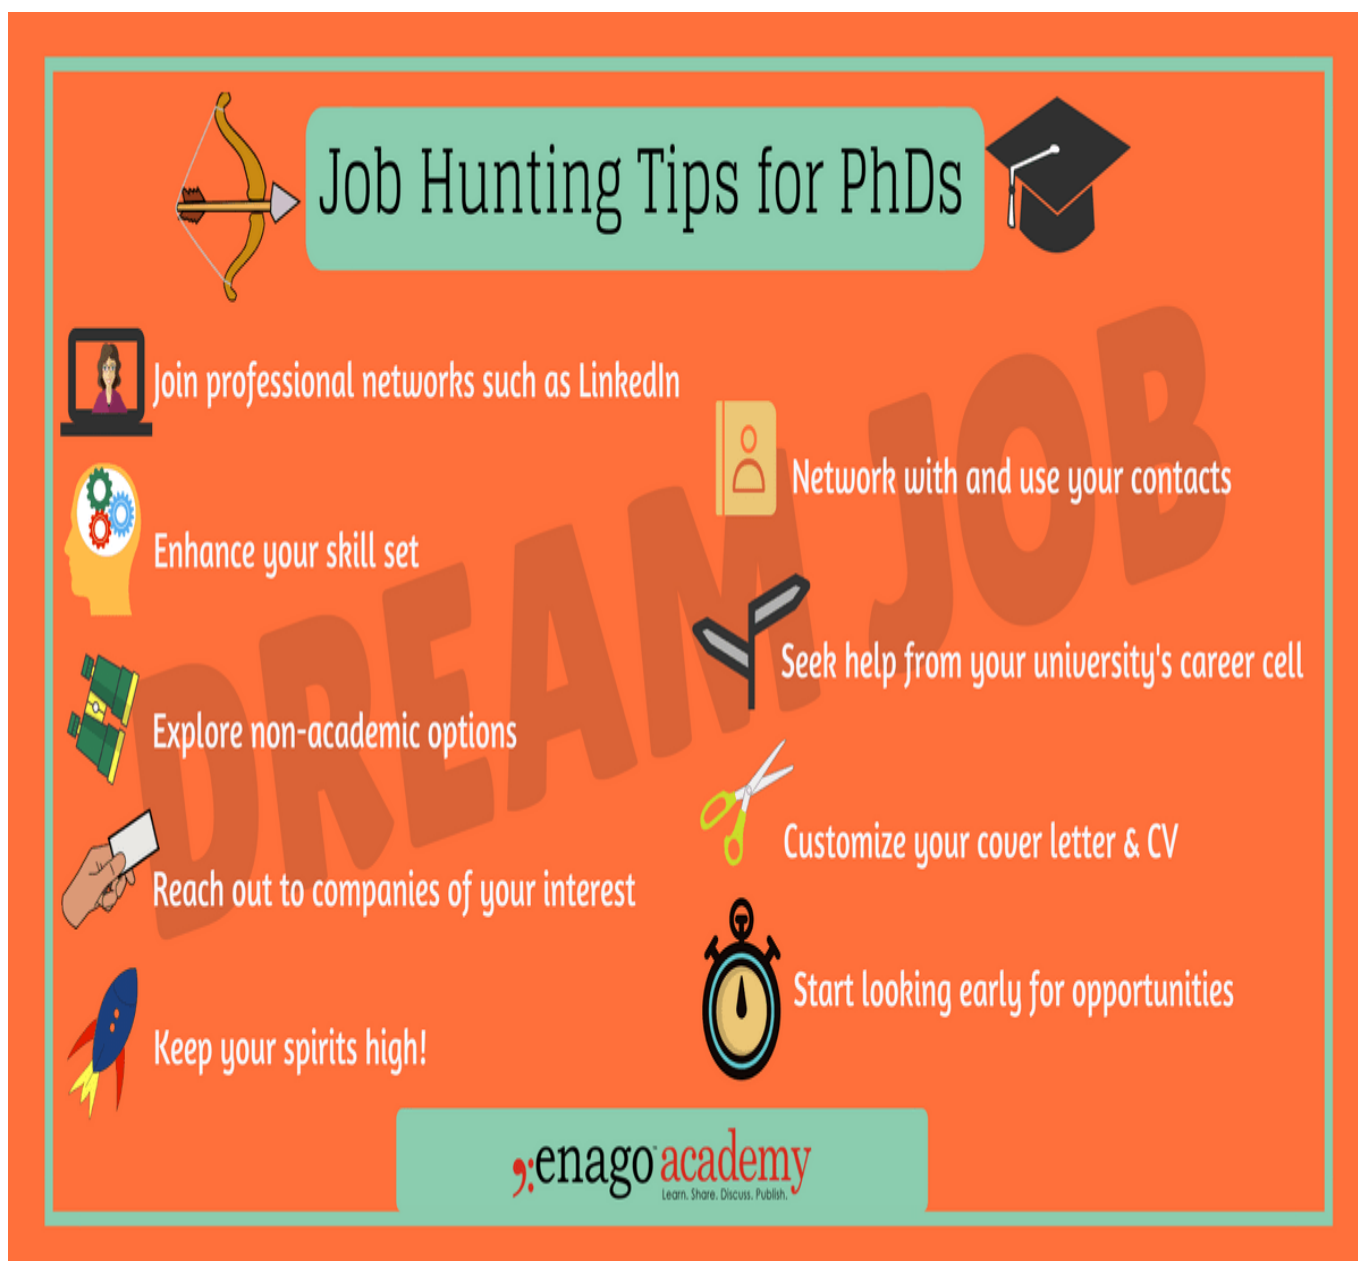 Job Hunting Tips for PhDs
DREAM JOB
Join professional networks such as LinkedIn
Enhance your skill set
Explore non-academic options
Reach out to companies of your interest
Keep your spirits high!
Network with and use your contacts
Seek help from your university's career cell
Customize your cover letter & CV
Start looking early for opportunities
enago™ academy
Learn. Share. Discuss. Publish.